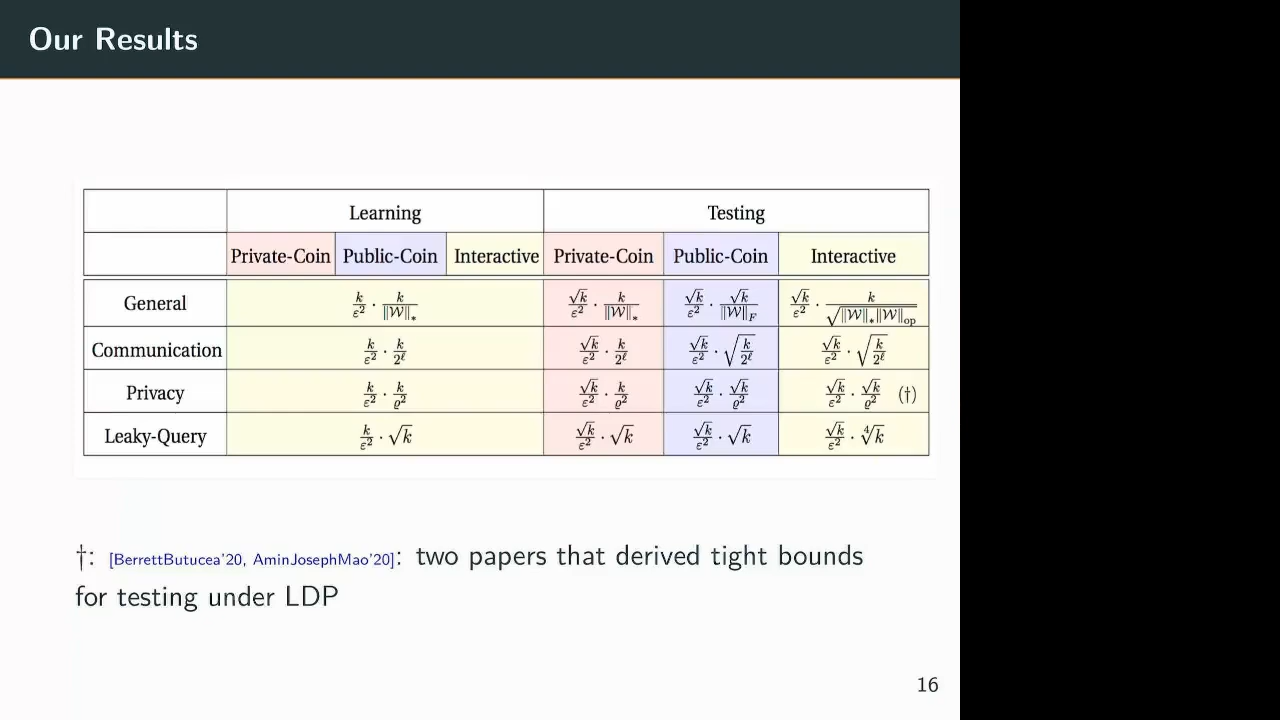 Our Results
Learning Testing
Private-Coin Public-Coin Interactive Private-Coin Public-Coin Interactive
General k/ε² · k/‖𝒲‖_* √k/ε² · k/‖𝒲‖_* √k/ε² · √k/‖𝒲‖_F √k/ε² · k/√(‖𝒲‖_*‖𝒲‖_op)
Communication k/ε² · k/2^ℓ √k/ε² · k/2^ℓ √k/ε² · √(k/2^ℓ) √k/ε² · √(k/2^ℓ)
Privacy k/ε² · k/ϱ² √k/ε² · k/ϱ² √k/ε² · √k/ϱ² √k/ε² · √k/ϱ² (†)
Leaky-Query k/ε² · √k √k/ε² · √k √k/ε² · √k √k/ε² · ∜k
†: [BerrettButucea'20, AminJosephMao'20]: two papers that derived tight bounds
for testing under LDP
16